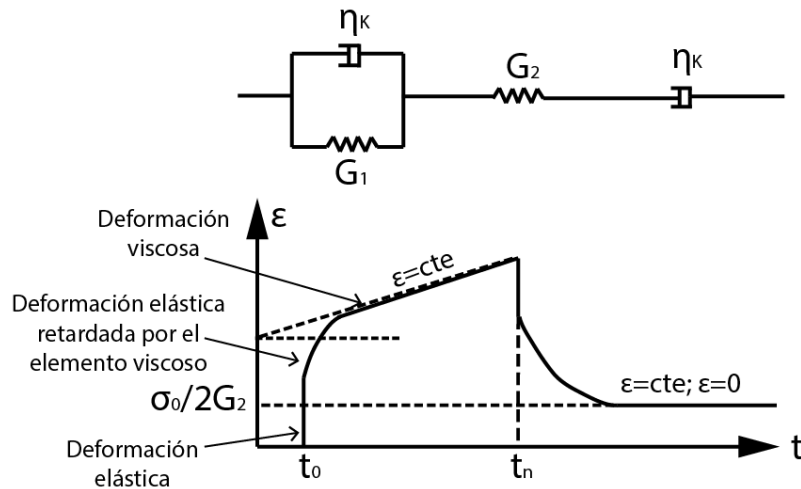 ηK
G2
ηK
G1
Deformación
viscosa
ε
ε=cte
Deformación elástica
retardada por el
elemento viscoso
σ0/2G2
ε=cte; ε=0
Deformación
elástica
t0
tn
t